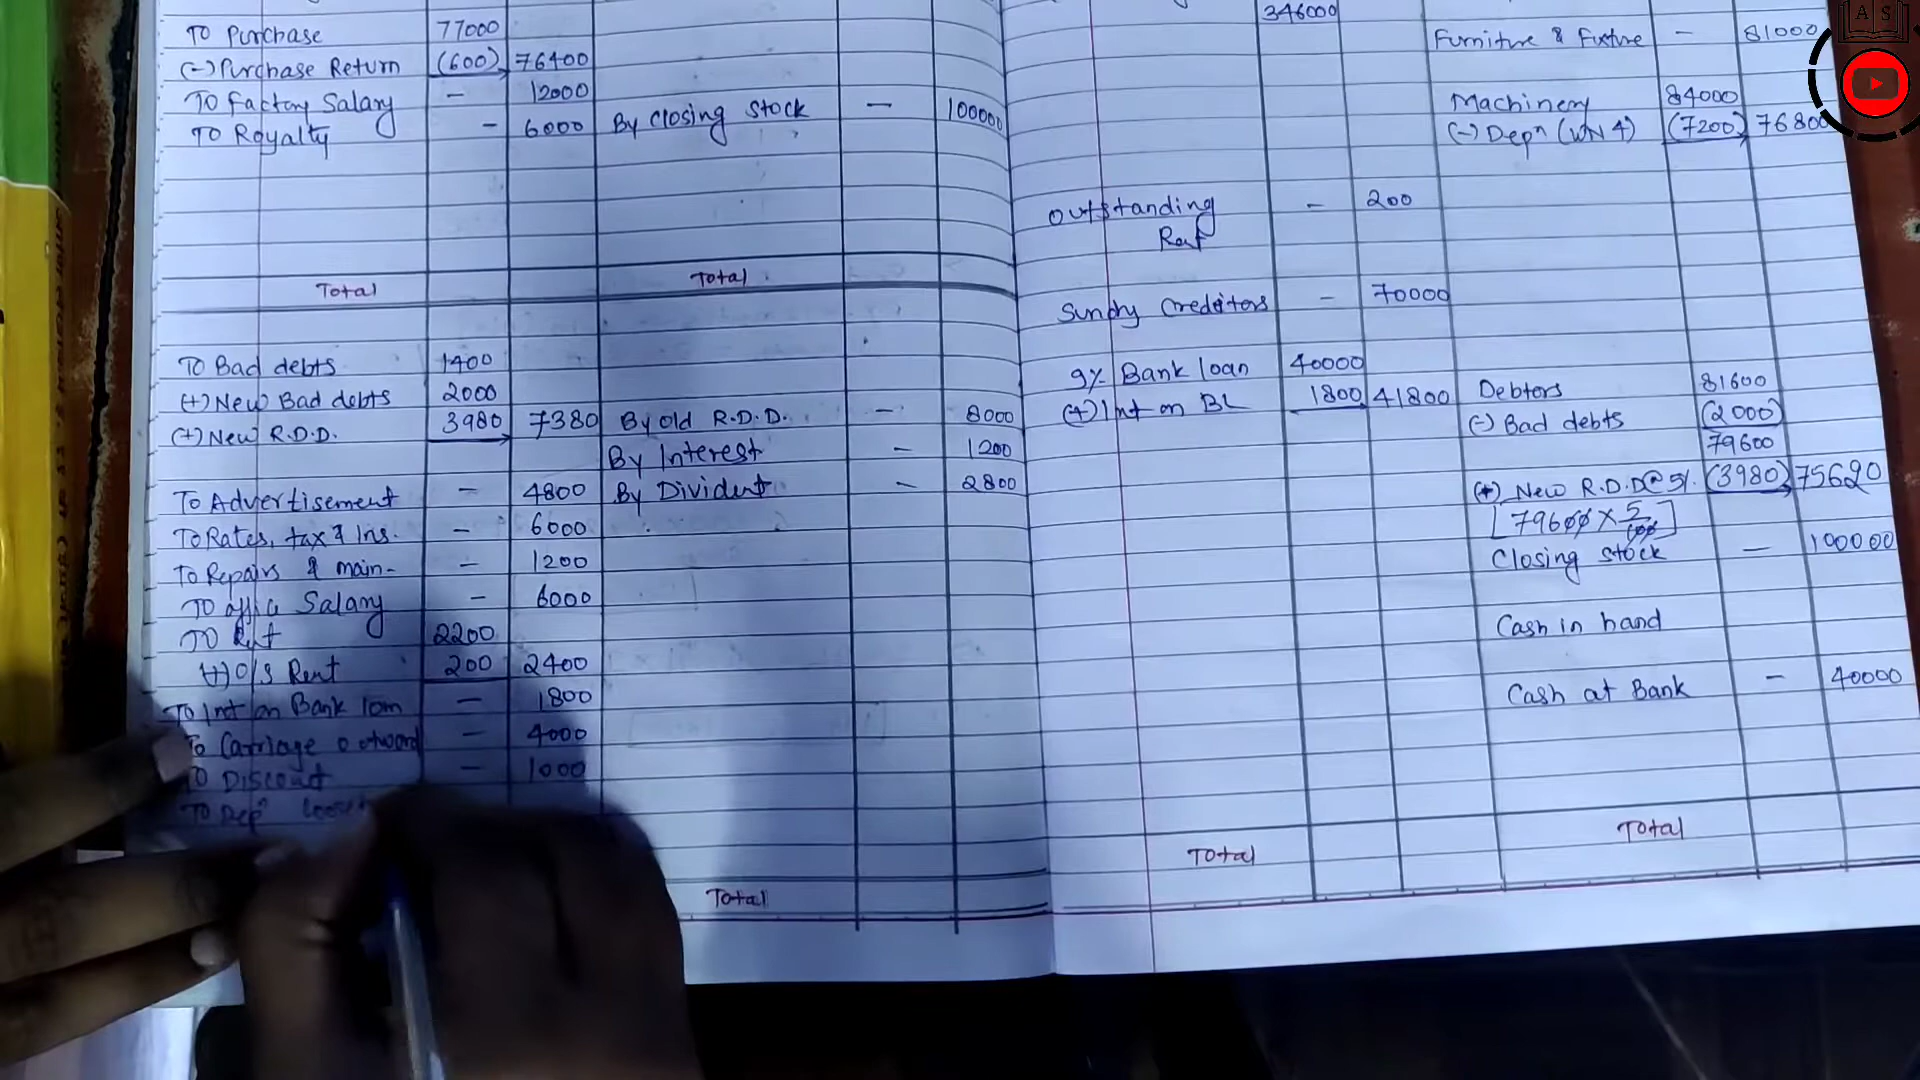 TO Purchase 77000
(-) Purchase Return (600) 76400
TO Factory Salary - 12000
TO Royalty - 6000 By Closing Stock - 100000
Total Total
TO Bad debts 1400
(+) New Bad debts 2000
(+) New R.D.D. 3980 7380 By Old R.D.D. - 8000
By Interest - 1200
To Advertisement - 4800 By Divident - 2800
To Rates, tax & Ins. - 6000
To Repairs & main- - 1200
TO offic Salary - 6000
TO Rent 2200
(+) O/S Rent 200 2400
To Int on Bank loan - 1800
To Carriage outward - 4000
TO Discount - 1000
TO Depn
Total
346000
Furniture & Fixture - 81000
Machinery 84000
(-) Depn (WN 4) (7200) 76800
Outstanding - 200
Rent
Sundry Creditors - 70000
9% Bank loan 40000
(+) Int on BL 1800 41800 Debtors 81600
(-) Bad debts (2000)
79600
(+) New R.D.D@5%. (3980) 75620
[79600 X 5/100]
Closing Stock - 100000
Cash in hand
Cash at Bank - 40000
Total Total
A S